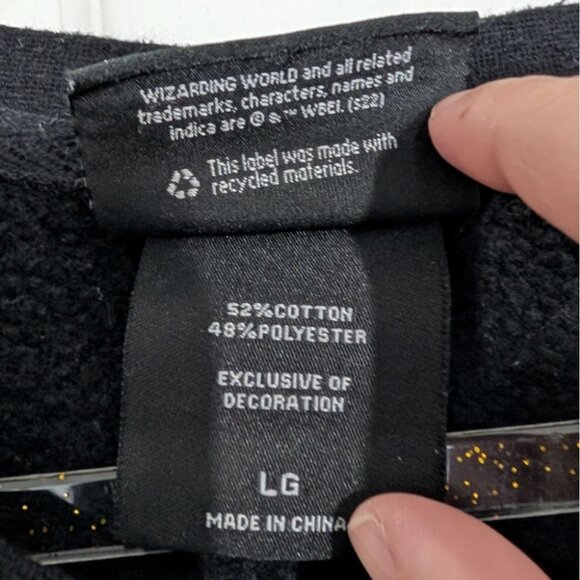 WIZARDING WORLD and all related
trademarks, characters, names and
indica are © & ™ WBEI. (S22)
This label was made with
recycled materials.
52%COTTON
48%POLYESTER
EXCLUSIVE OF
DECORATION
LG
MADE IN CHINA